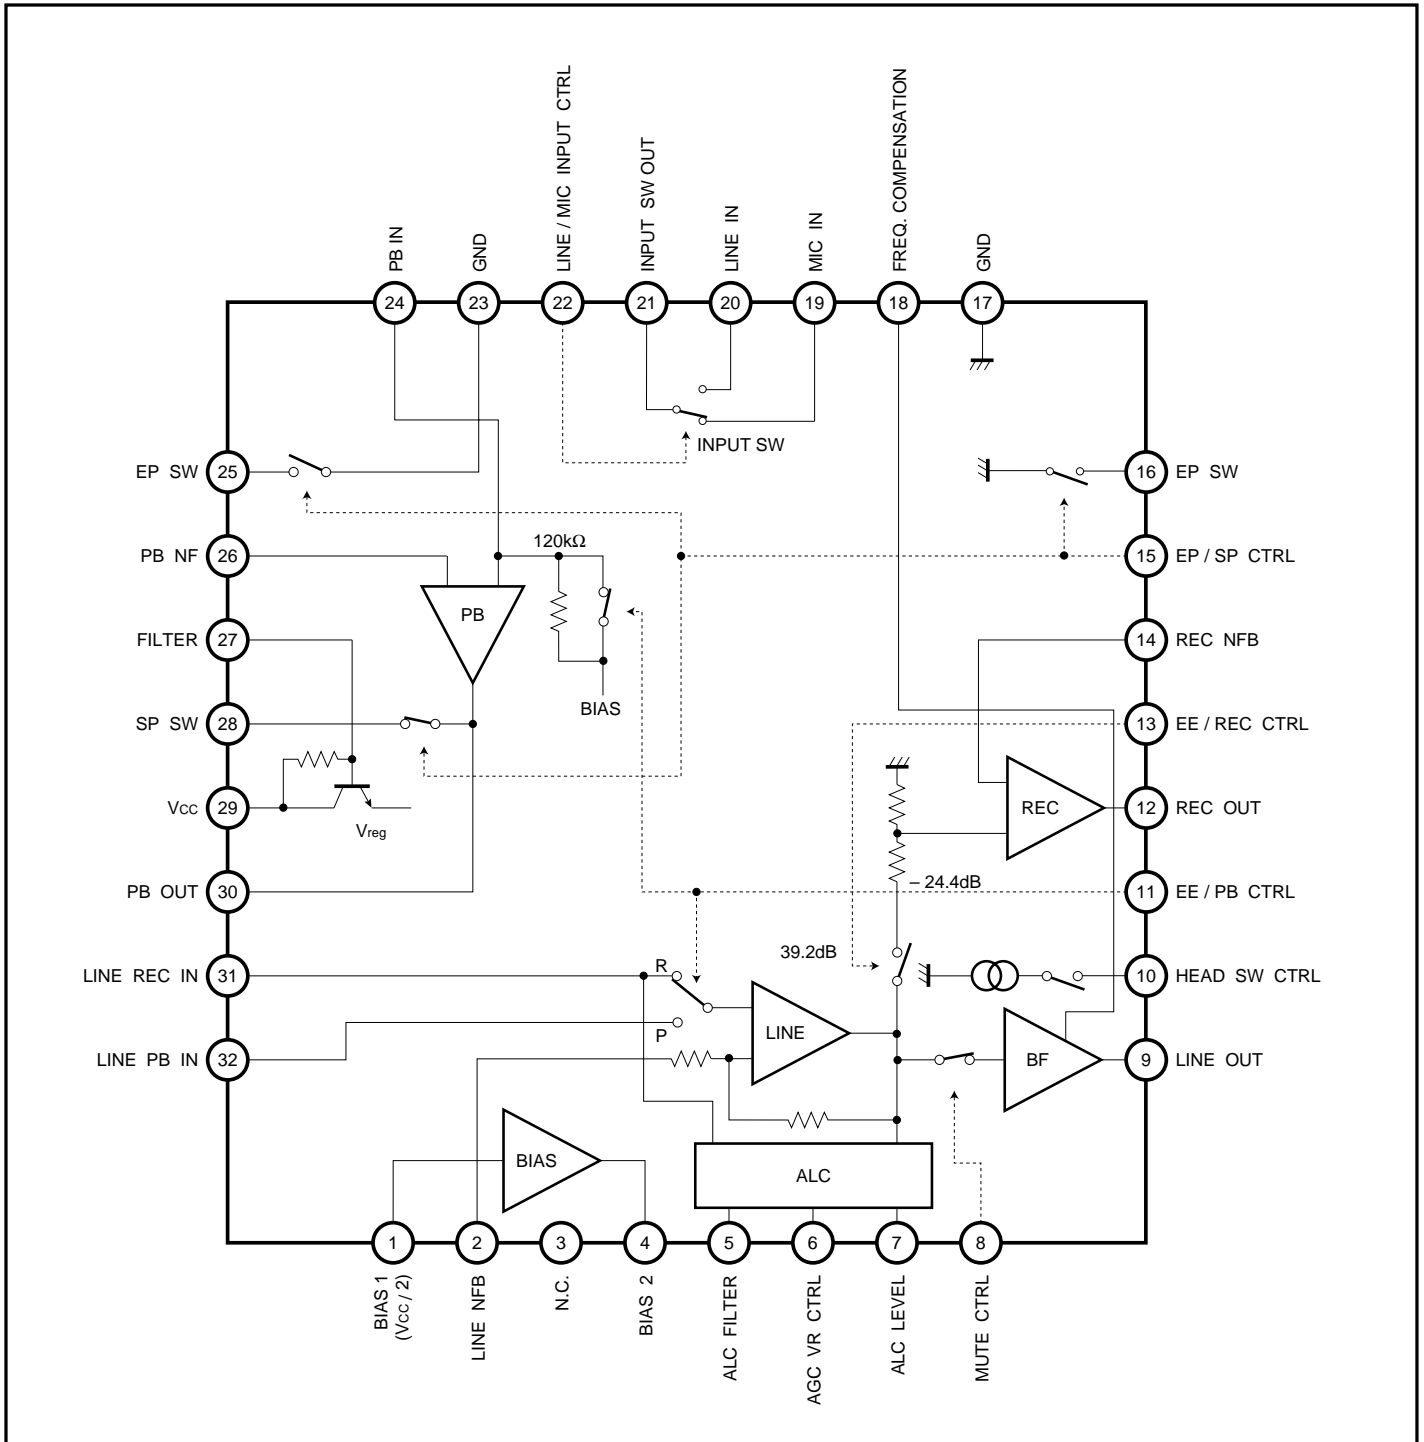 PB IN
GND
LINE / MIC INPUT CTRL
INPUT SW OUT
LINE IN
MIC IN
FREQ. COMPENSATION
GND
24
23
22
21
20
19
18
17
INPUT SW
EP SW
25
16
EP SW
PB NF
26
120kΩ
15
EP / SP CTRL
PB
FILTER
27
14
REC NFB
BIAS
SP SW
28
13
EE / REC CTRL
Vcc
29
Vreg
REC
12
REC OUT
PB OUT
30
– 24.4dB
11
EE / PB CTRL
39.2dB
LINE REC IN
31
R
10
HEAD SW CTRL
P
LINE
LINE PB IN
32
BF
9
LINE OUT
BIAS
ALC
1
2
3
4
5
6
7
8
BIAS 1
(Vcc / 2)
LINE NFB
N.C.
BIAS 2
ALC FILTER
AGC VR CTRL
ALC LEVEL
MUTE CTRL